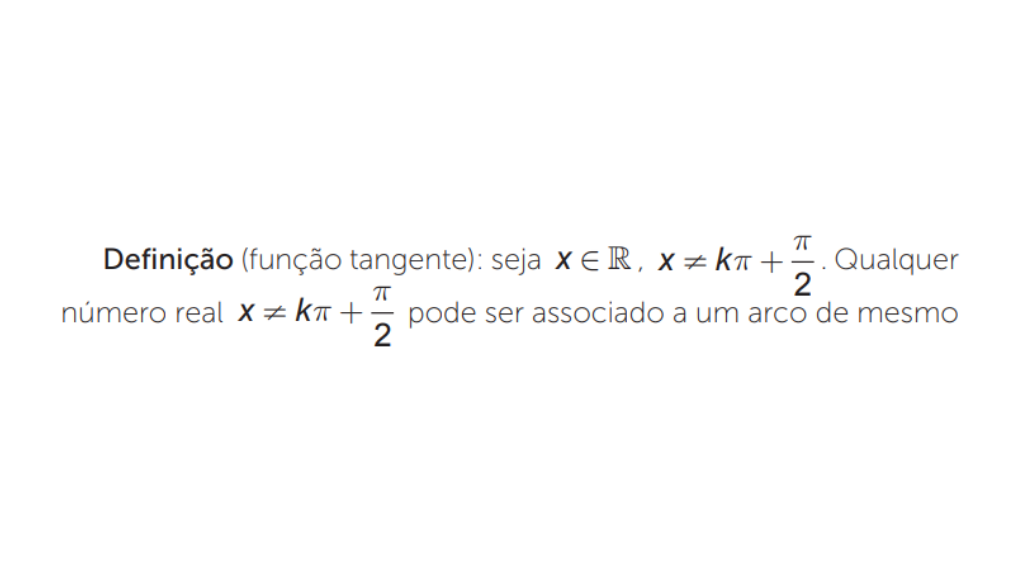 Definição (função tangente): seja x ∈ ℝ, x ≠ kπ + π/2. Qualquer
número real x ≠ kπ + π/2 pode ser associado a um arco de mesmo